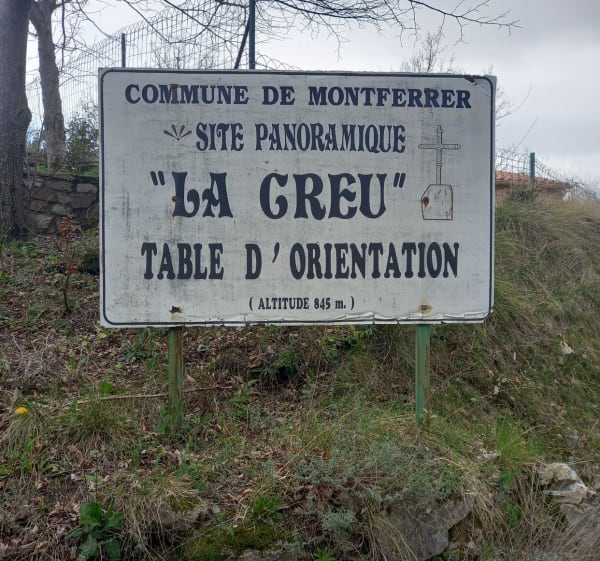 COMMUNE DE MONTFERRER
SITE PANORAMIQUE
"LA CREU"
TABLE D'ORIENTATION
(ALTITUDE 845 m.)